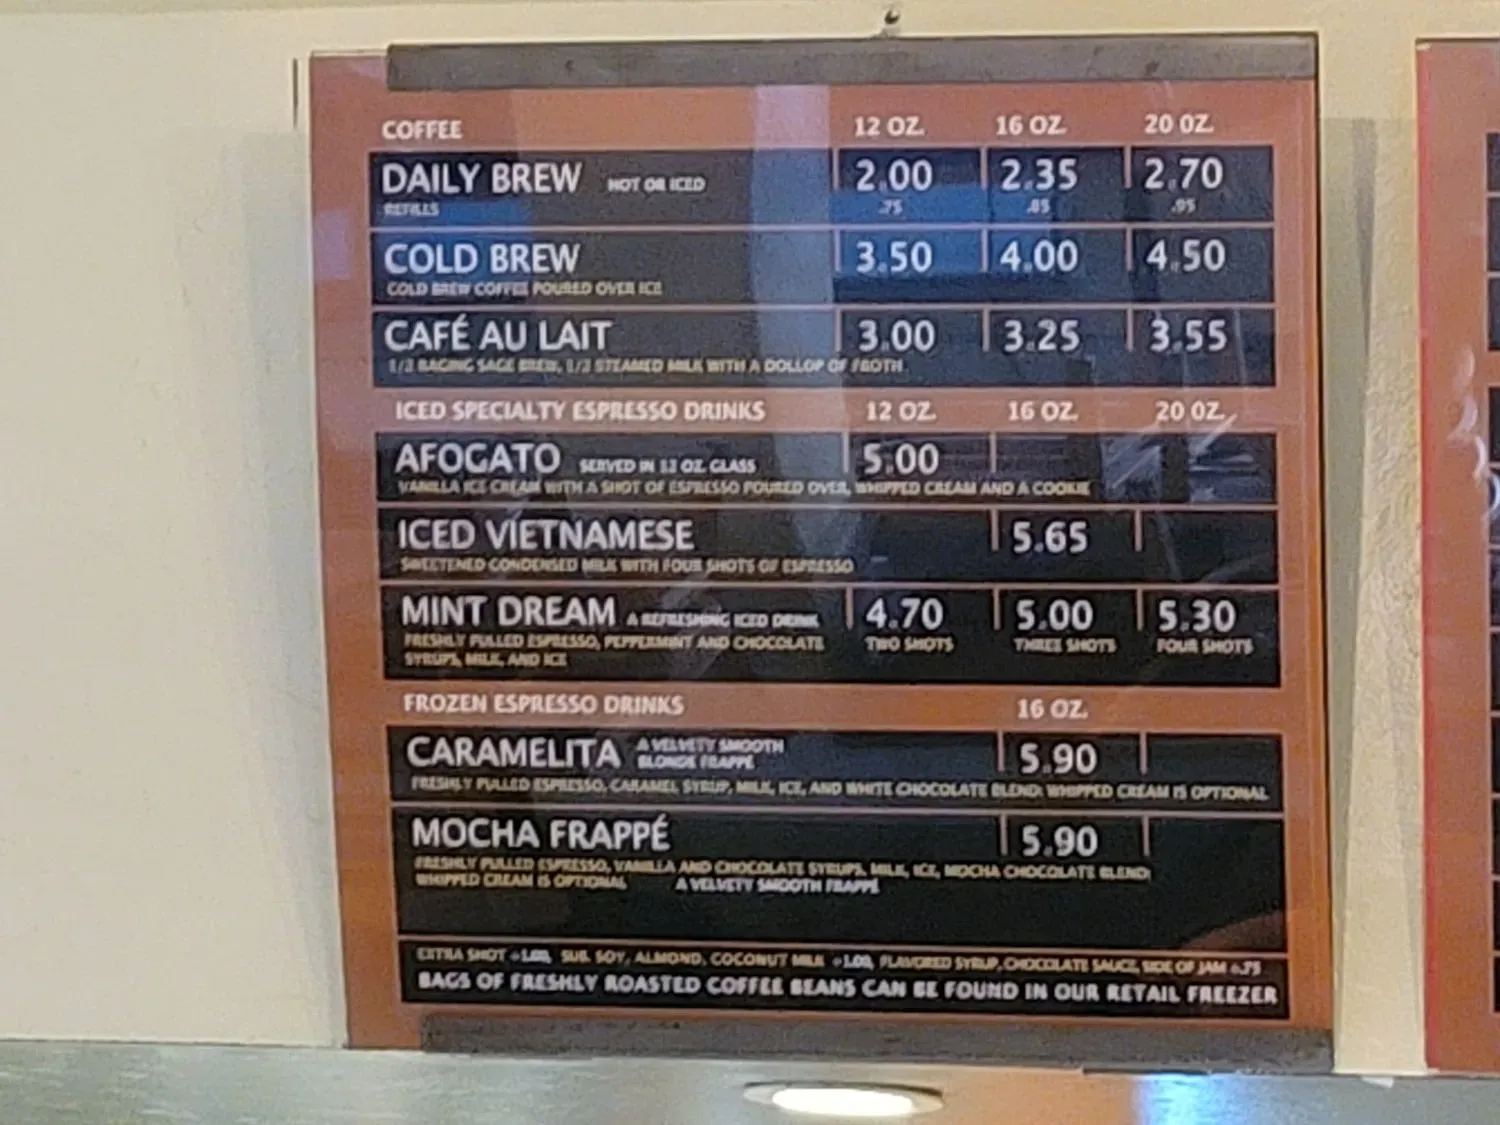 COFFEE 12 OZ. 16 OZ. 20 OZ.
DAILY BREW HOT OR ICED 2.00 2.35 2.70
REFILLS .75 .85 .95
COLD BREW 3.50 4.00 4.50
COLD BREW COFFEE POURED OVER ICE
CAFÉ AU LAIT 3.00 3.25 3.55
1/2 RAGING SAGE BREW, 1/2 STEAMED MILK WITH A DOLLOP OF FROTH
ICED SPECIALTY ESPRESSO DRINKS 12 OZ. 16 OZ. 20 OZ.
AFOGATO SERVED IN 12 OZ. GLASS 5.00
VANILLA ICE CREAM WITH A SHOT OF ESPRESSO POURED OVER, WHIPPED CREAM AND A COOKIE
ICED VIETNAMESE 5.65
SWEETENED CONDENSED MILK WITH FOUR SHOTS OF ESPRESSO
MINT DREAM A REFRESHING ICED DRINK 4.70 5.00 5.30
FRESHLY PULLED ESPRESSO, PEPPERMINT AND CHOCOLATE TWO SHOTS THREE SHOTS FOUR SHOTS
SYRUPS, MILK, AND ICE
FROZEN ESPRESSO DRINKS 16 OZ.
CARAMELITA A VELVETY SMOOTH 5.90
BLONDE FRAPPÉ
FRESHLY PULLED ESPRESSO, CARAMEL SYRUP, MILK, ICE, AND WHITE CHOCOLATE BLEND: WHIPPED CREAM IS OPTIONAL
MOCHA FRAPPÉ 5.90
FRESHLY PULLED ESPRESSO, VANILLA AND CHOCOLATE SYRUPS, MILK, ICE, MOCHA CHOCOLATE BLEND:
WHIPPED CREAM IS OPTIONAL A VELVETY SMOOTH FRAPPÉ
EXTRA SHOT +1.00, SUB. SOY, ALMOND, COCONUT MILK +1.00, FLAVORED SYRUP, CHOCOLATE SAUCE, SIDE OF JAM +.75
BAGS OF FRESHLY ROASTED COFFEE BEANS CAN BE FOUND IN OUR RETAIL FREEZER